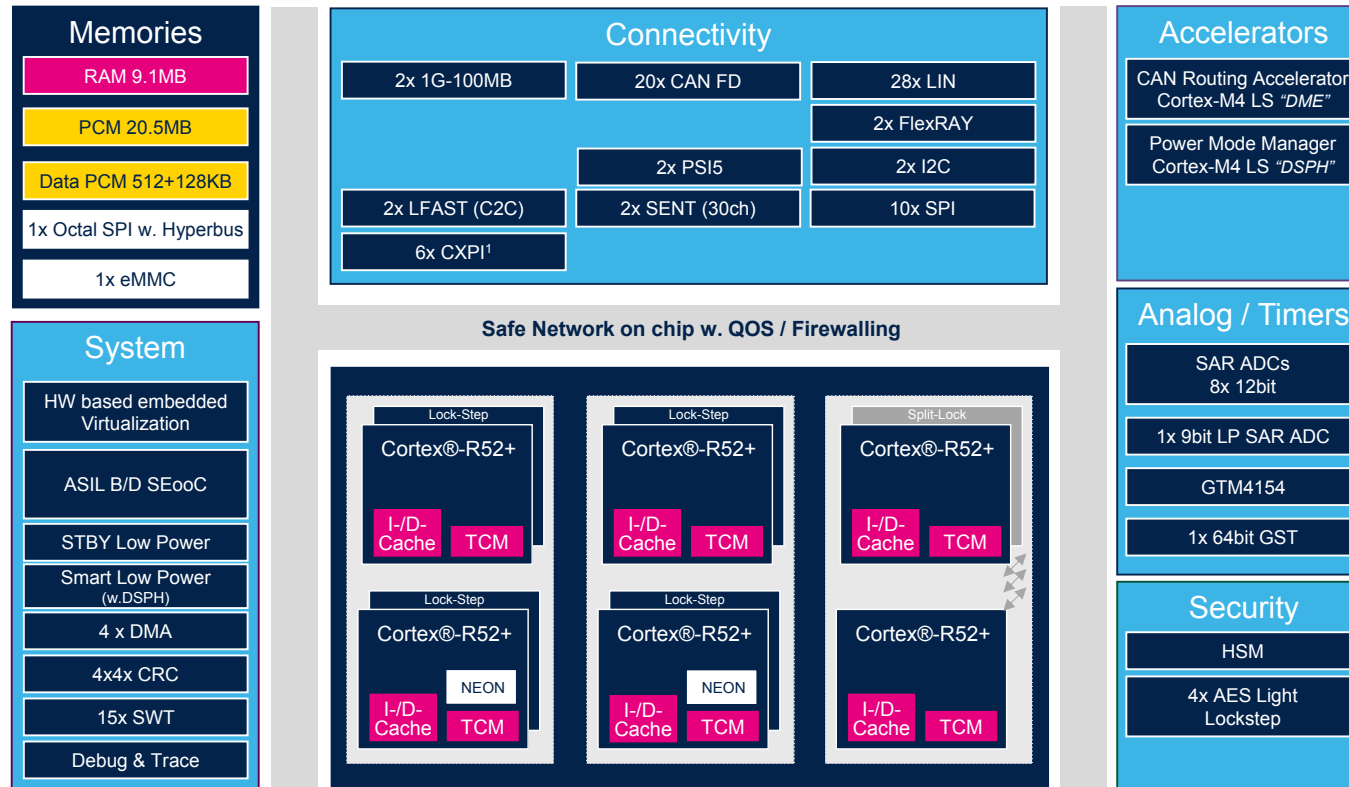 Memories
RAM 9.1MB
PCM 20.5MB
Data PCM 512+128KB
1x Octal SPI w. Hyperbus
1x eMMC
System
HW based embedded
Virtualization
ASIL B/D SEooC
STBY Low Power
Smart Low Power
(w.DSPH)
4 x DMA
4x4x CRC
15x SWT
Debug & Trace
Connectivity
2x 1G-100MB
20x CAN FD
28x LIN
2x FlexRAY
2x PSI5
2x I2C
2x LFAST (C2C)
2x SENT (30ch)
10x SPI
6x CXPI¹
Safe Network on chip w. QOS / Firewalling
Lock-Step
Cortex®-R52+
I-/D-
Cache
TCM
Lock-Step
Cortex®-R52+
I-/D-
Cache
TCM
Split-Lock
Cortex®-R52+
I-/D-
Cache
TCM
Lock-Step
Cortex®-R52+
NEON
I-/D-
Cache
TCM
Lock-Step
Cortex®-R52+
NEON
I-/D-
Cache
TCM
Cortex®-R52+
I-/D-
Cache
TCM
Accelerators
CAN Routing Accelerator
Cortex-M4 LS "DME"
Power Mode Manager
Cortex-M4 LS "DSPH"
Analog / Timers
SAR ADCs
8x 12bit
1x 9bit LP SAR ADC
GTM4154
1x 64bit GST
Security
HSM
4x AES Light
Lockstep